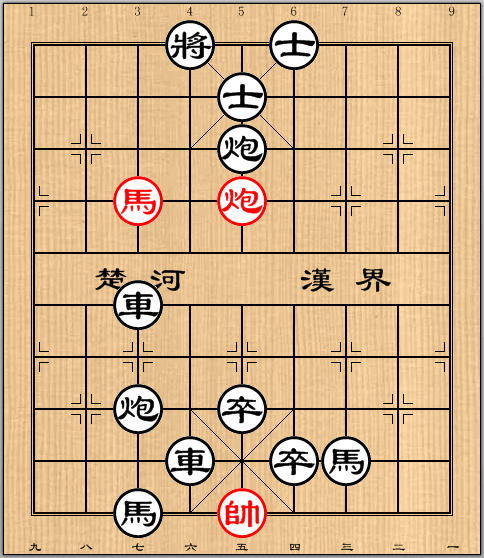 1 2 3 4 5 6 7 8 9
將 士
士
炮
馬 炮
楚 河 漢 界
車
炮 卒
車 卒 馬
馬 帥
九 八 七 六 五 四 三 二 一